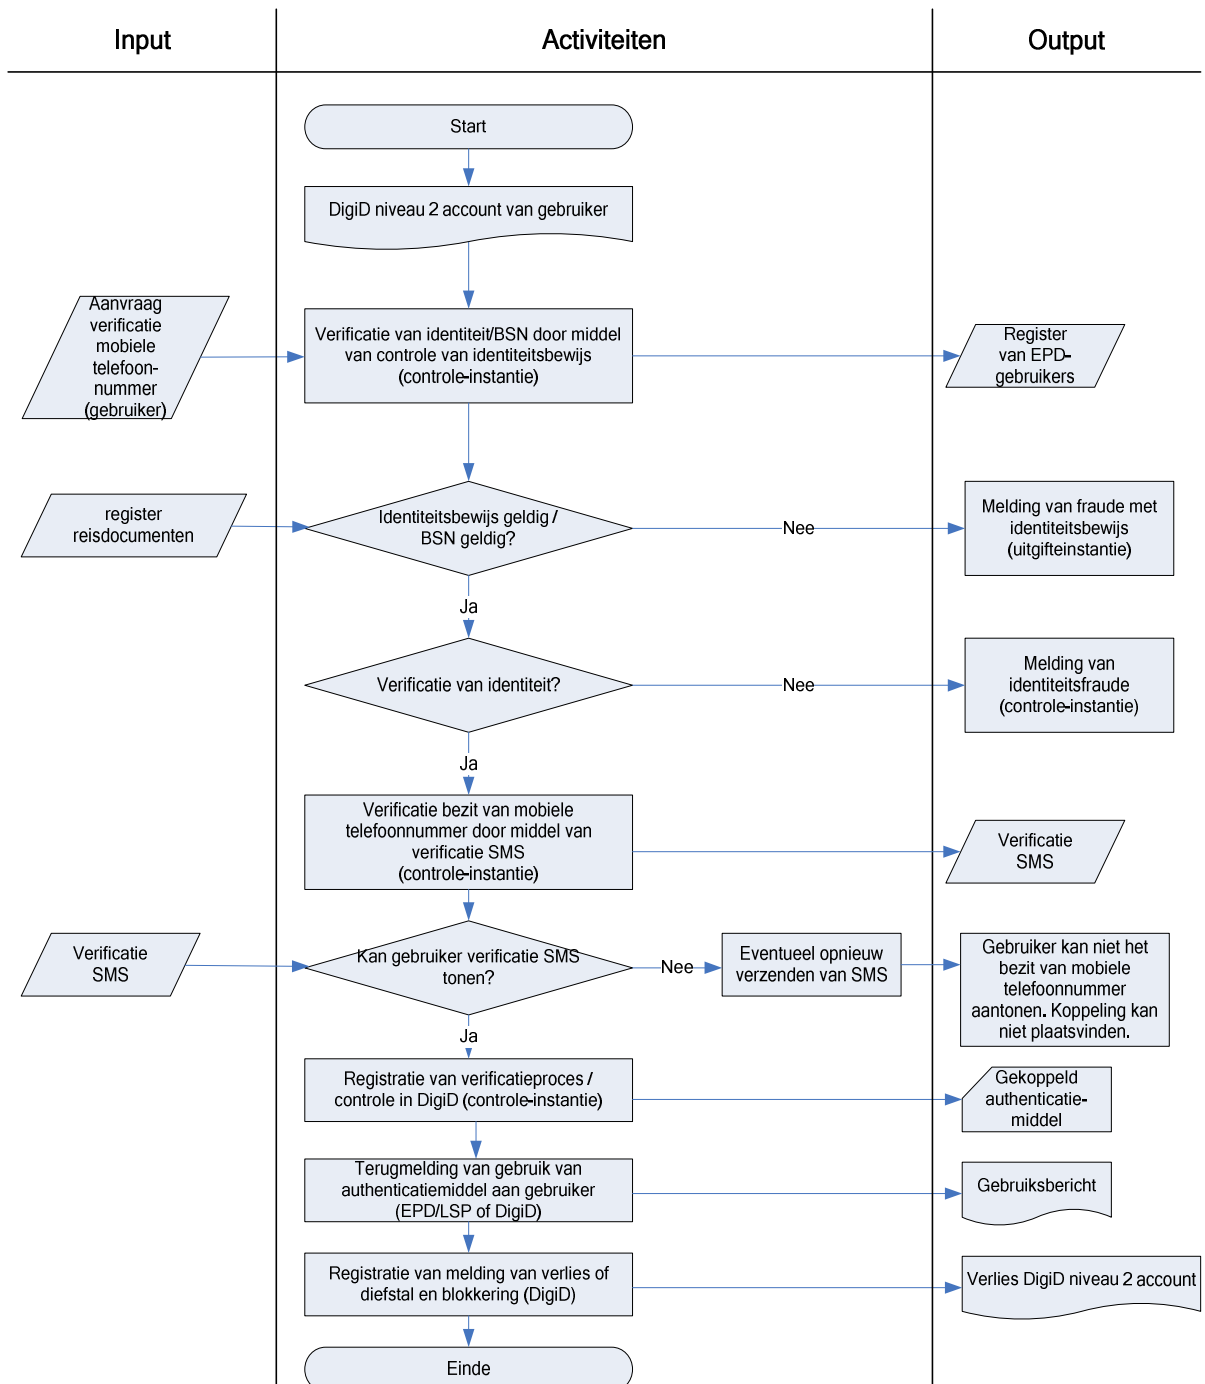 Input
Activiteiten
Output
Start
DigiD niveau 2 account van gebruiker
Aanvraag
verificatie
mobiele
telefoon-
nummer
(gebruiker)
Verificatie van identiteit/BSN door middel
van controle van identiteitsbewijs
(controle-instantie)
Register
van EPD-
gebruikers
register
reisdocumenten
Identiteitsbewijs geldig /
BSN geldig?
Nee
Melding van fraude met
identiteitsbewijs
(uitgifteinstantie)
Ja
Verificatie van identiteit?
Nee
Melding van
identiteitsfraude
(controle-instantie)
Ja
Verificatie bezit van mobiele
telefoonnummer door middel van
verificatie SMS
(controle-instantie)
Verificatie
SMS
Verificatie
SMS
Kan gebruiker verificatie SMS
tonen?
Nee
Eventueel opnieuw
verzenden van SMS
Gebruiker kan niet het
bezit van mobiele
telefoonnummer
aantonen. Koppeling kan
niet plaatsvinden.
Ja
Registratie van verificatieproces /
controle in DigiD (controle-instantie)
Gekoppeld
authenticatie-
middel
Terugmelding van gebruik van
authenticatiemiddel aan gebruiker
(EPD/LSP of DigiD)
Gebruiksbericht
Registratie van melding van verlies of
diefstal en blokkering (DigiD)
Verlies DigiD niveau 2 account
Einde